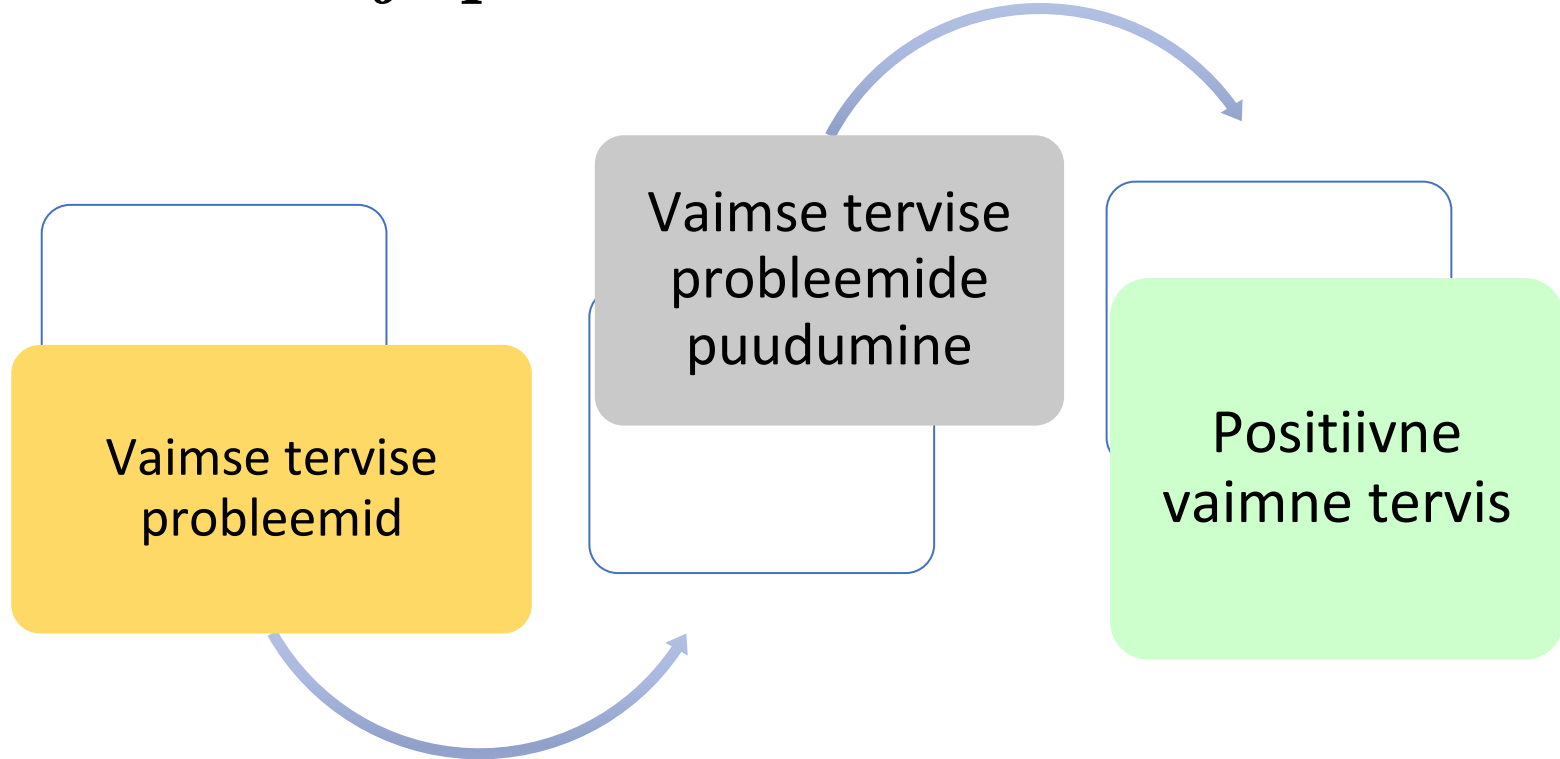 Vaimse tervise
probleemid
Vaimse tervise
probleemide
puudumine
Positiivne
vaimne tervis